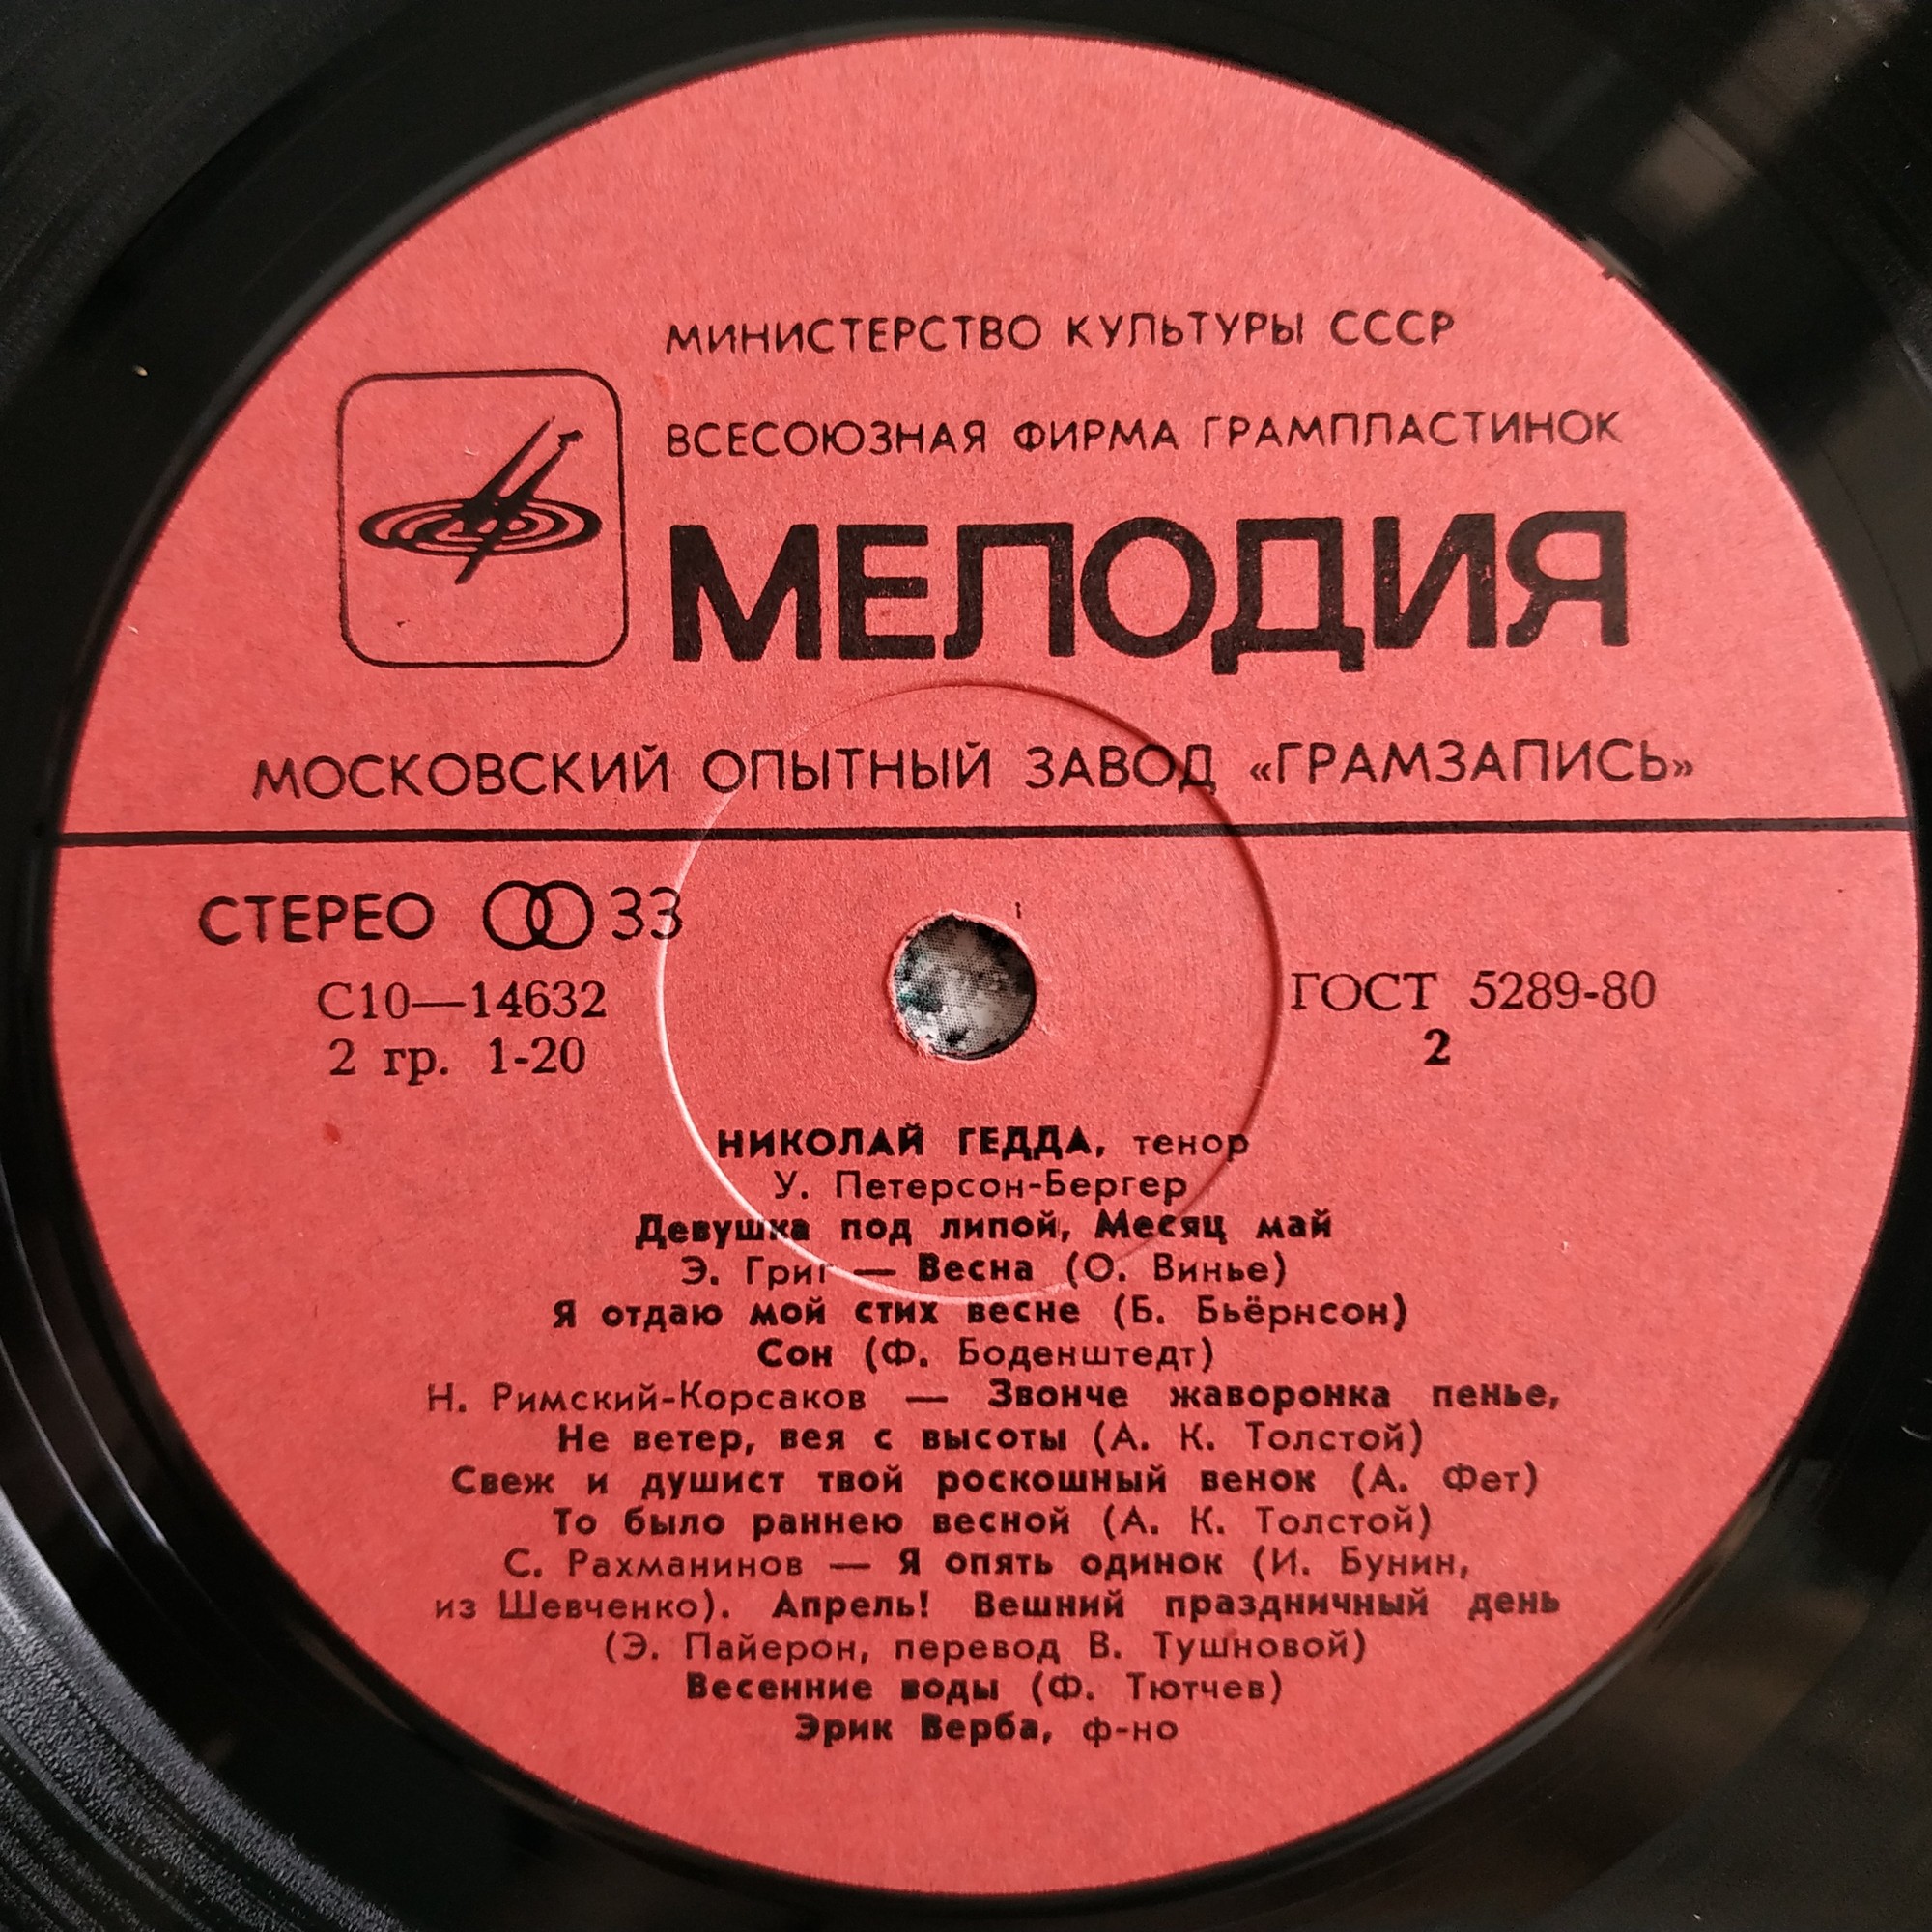 МИНИСТЕРСТВО КУЛЬТУРЫ СССР
ВСЕСОЮЗНАЯ ФИРМА ГРАМПЛАСТИНОК
МЕЛОДИЯ
МОСКОВСКИЙ ОПЫТНЫЙ ЗАВОД «ГРАМЗАПИСЬ»
СТЕРЕО 33
С10—14632
2 гр. 1-20
ГОСТ 5289-80
2
НИКОЛАЙ ГЕДДА, тенор
У. Петерсон-Бергер
Девушка под липой, Месяц май
Э. Григ — Весна (О. Винье)
Я отдаю мой стих весне (Б. Бьёрнсон)
Сон (Ф. Боденштедт)
Н. Римский-Корсаков — Звонче жаворонка пенье,
Не ветер, вея с высоты (А. К. Толстой)
Свеж и душист твой роскошный венок (А. Фет)
То было раннею весной (А. К. Толстой)
С. Рахманинов — Я опять одинок (И. Бунин,
из Шевченко). Апрель! Вешний праздничный день
(Э. Пайерон, перевод В. Тушновой)
Весенние воды (Ф. Тютчев)
Эрик Верба, ф-но